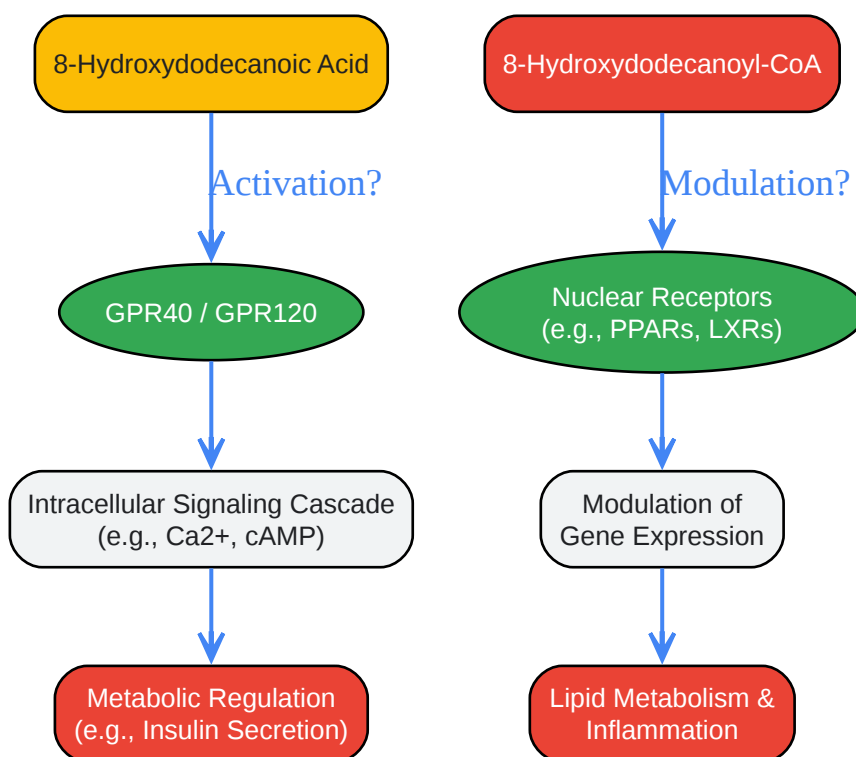 8-Hydroxydodecanoic Acid
Activation?
GPR40 / GPR120
Intracellular Signaling Cascade
(e.g., Ca2+, cAMP)
Metabolic Regulation
(e.g., Insulin Secretion)
8-Hydroxydodecanoyl-CoA
Modulation?
Nuclear Receptors
(e.g., PPARs, LXRs)
Modulation of
Gene Expression
Lipid Metabolism &
Inflammation